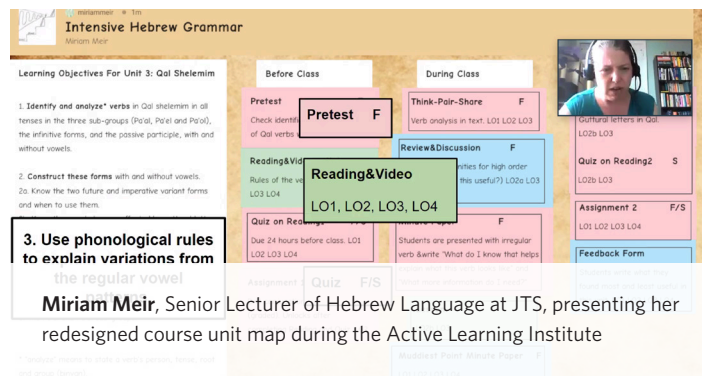 miriammeir • 1m
Intensive Hebrew Grammar
Miriam Meir
Learning Objectives For Unit 3: Qal Shelemim
1. Identify and analyze* verbs in Qal shelemim in all
tenses in the three sub-groups (Pa'al, Pa'el and Pa'ol),
the infinitive forms, and the passive participle, with and
without vowels.
2. Construct these forms with and without vowels.
2a. Know the two future and imperative variant forms
and when to use them.
3. Use phonological rules
to explain variations from
the regular vowel
Before Class
Pretest
Check
of Qal verbs
Pretest F
Reading&Vid
Rules of the ve
LO3 LO4
Reading&Video
LO1, LO2, LO3, LO4
Quiz on Rea
Due 24 hours before class. LO1
LO2 LO3 LO4
Quiz F/S
During Class
Think-Pair-Share F
Verb analysis in text. LO1 LO2 LO3
Review&Discussion F
nities for high order
this useful?) LO2a LO3
Minute Paper F
Students are presented with irregular
verb &write "What do I know that helps
Muddiest Point Minute Paper F
Guttural letters in Qal.
LO2b LO3
Quiz on Reading2 S
LO2b LO3
Assignment 2 F/S
LO1 LO2 LO3 LO4
Feedback Form
Miriam Meir, Senior Lecturer of Hebrew Language at JTS, presenting her
redesigned course unit map during the Active Learning Institute